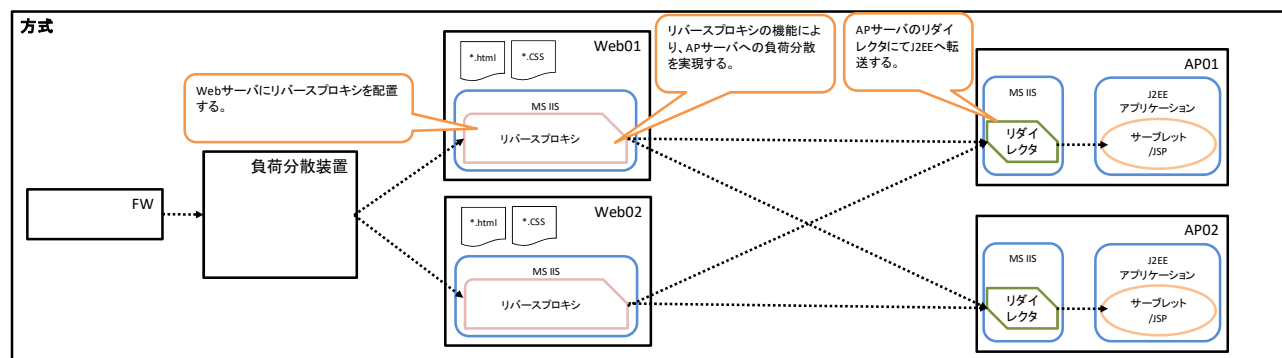 方式
Web01
*.html
*.CSS
MS IIS
リバースプロキシ
Webサーバにリバースプロキシを配置
する。
リバースプロキシの機能によ
り、APサーバへの負荷分散
を実現する。
APサーバのリダイ
レクタにてJ2EEへ転
送する。
AP01
MS IIS
リダイ
レクタ
J2EE
アプリケーション
サーブレット
/JSP
負荷分散装置
FW
Web02
*.html
*.CSS
MS IIS
リバースプロキシ
AP02
MS IIS
リダイ
レクタ
J2EE
アプリケーション
サーブレット
/JSP